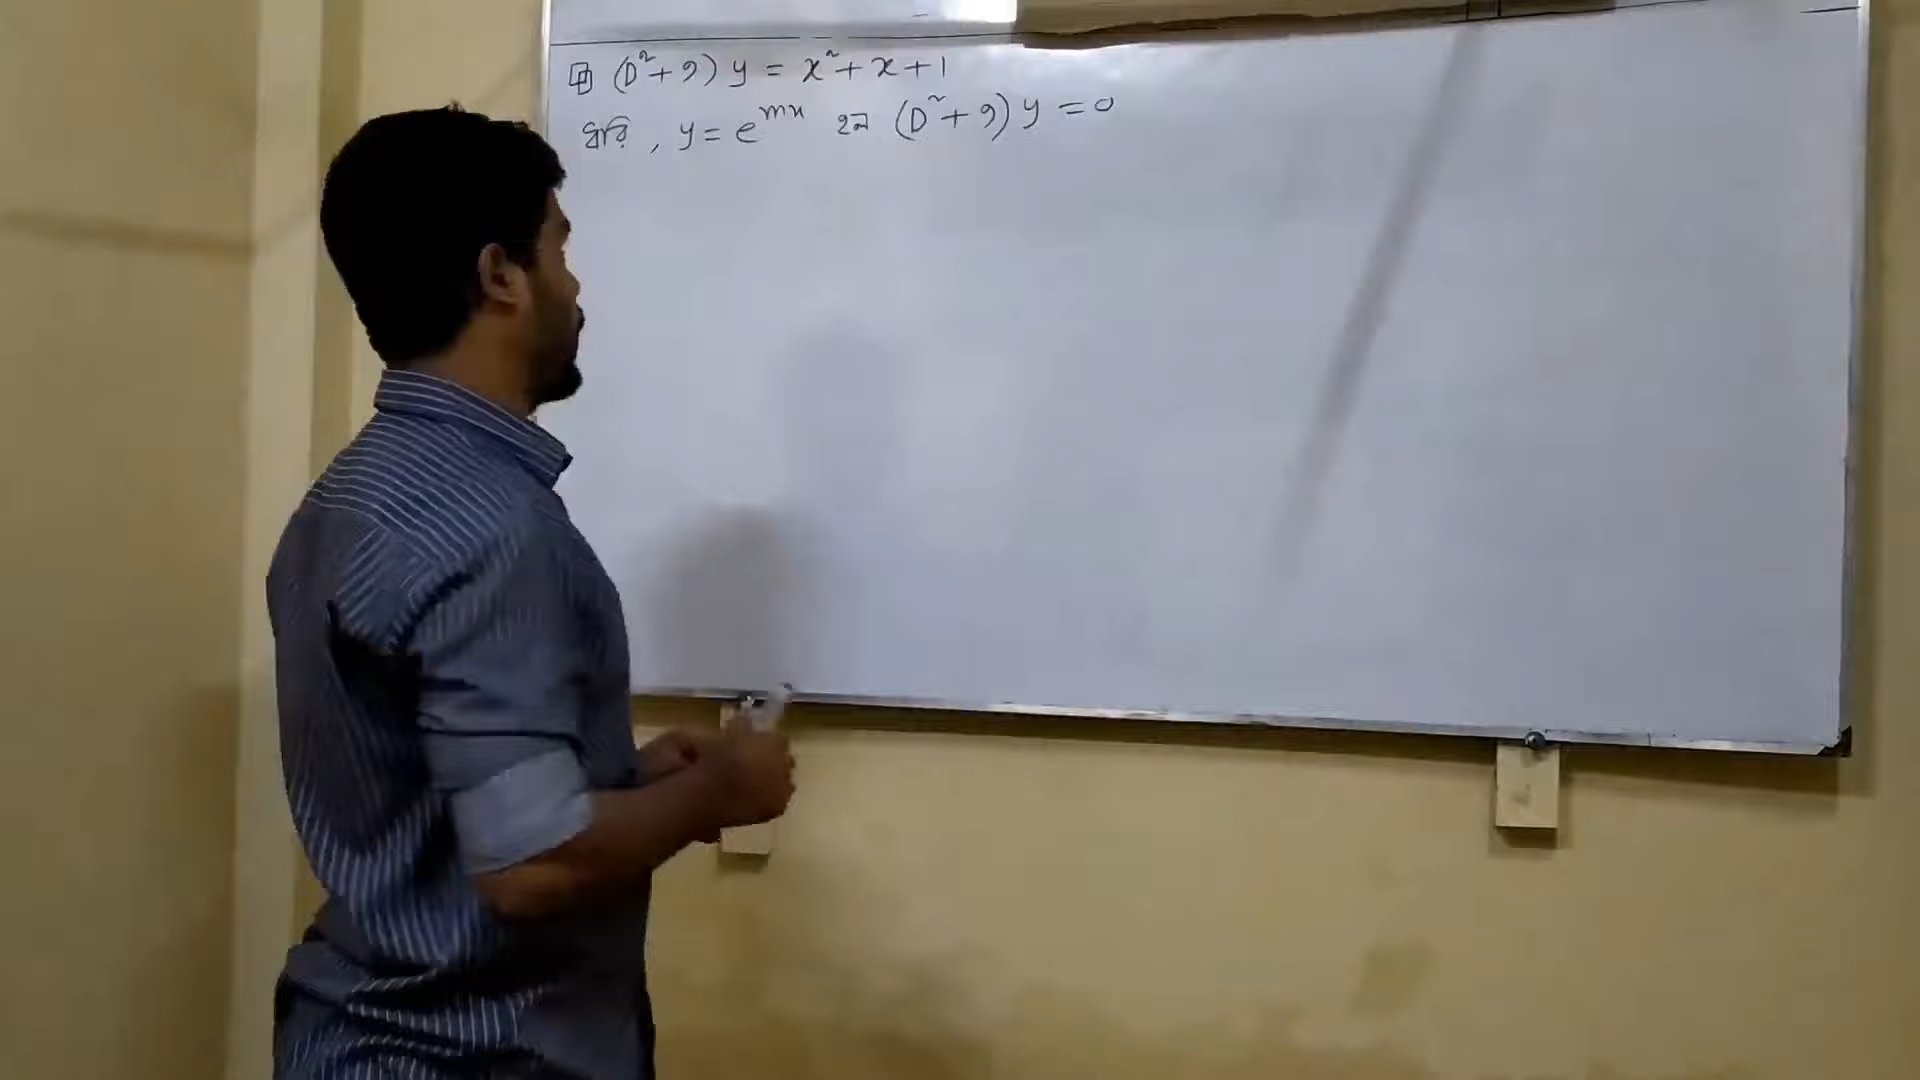 (D² + 9) y = x² + x + 1
ধরি, y = e^{mx} হল (D² + 9) y = 0